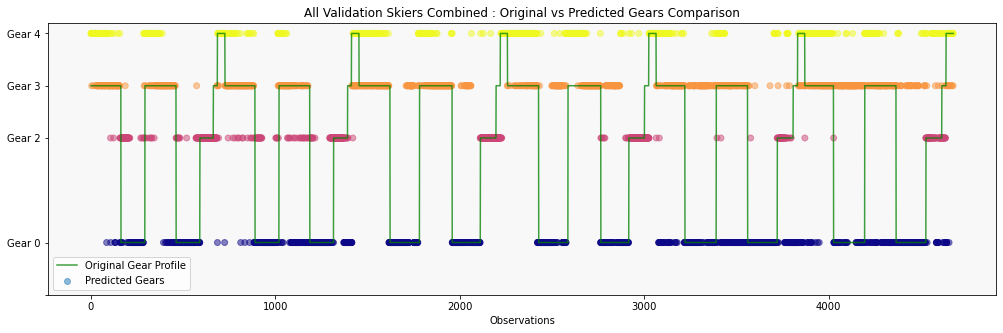 All Validation Skiers Combined : Original vs Predicted Gears Comparison
Gear 4
Gear 3
Gear 2
Gear 0
Original Gear Profile
Predicted Gears
0 1000 2000 3000 4000
Observations